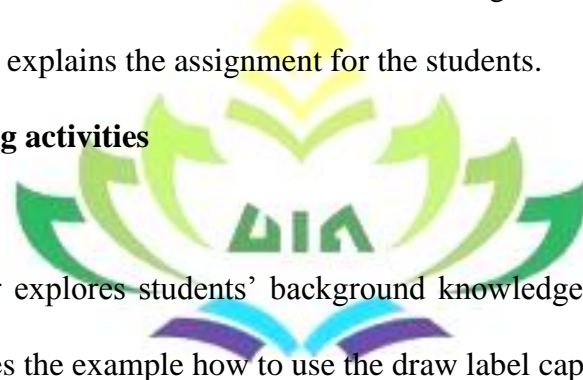 explains the assignment for the students.
g activities
UIN
explores students' background knowledge
es the example how to use the draw label cap